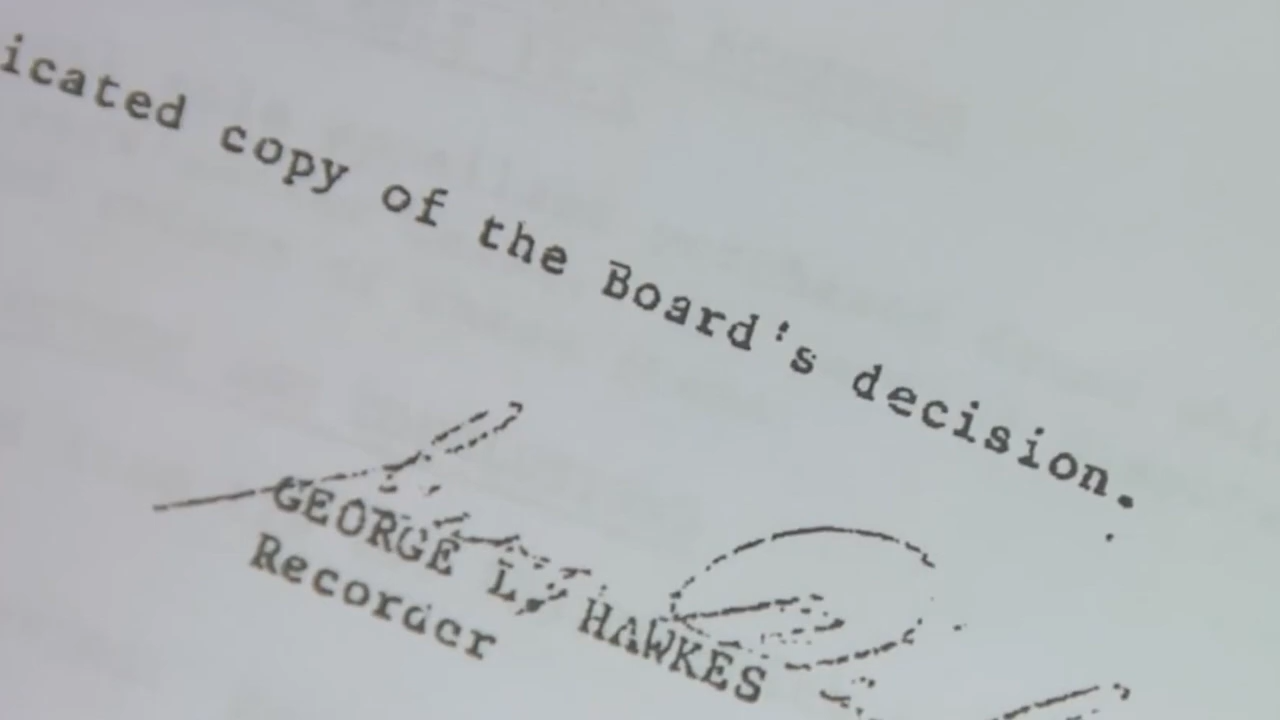 icated copy of the Board's decision.
GEORGE L. HAWKES
Recorder